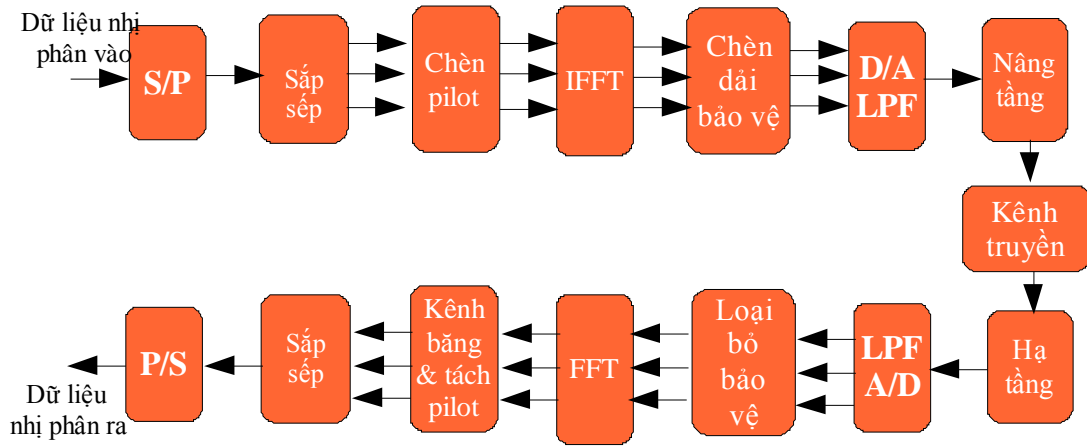 Dữ liệu nhị
phân vào
S/P
Sắp
sếp
Chèn
pilot
IFFT
Chèn
dải
bảo vệ
D/A
LPF
Nâng
tầng
Kênh
truyền
Hạ
tầng
LPF
A/D
Loại
bỏ
bảo
vệ
FFT
Kênh
băng
& tách
pilot
Sắp
sếp
P/S
Dữ liệu
nhị phân ra